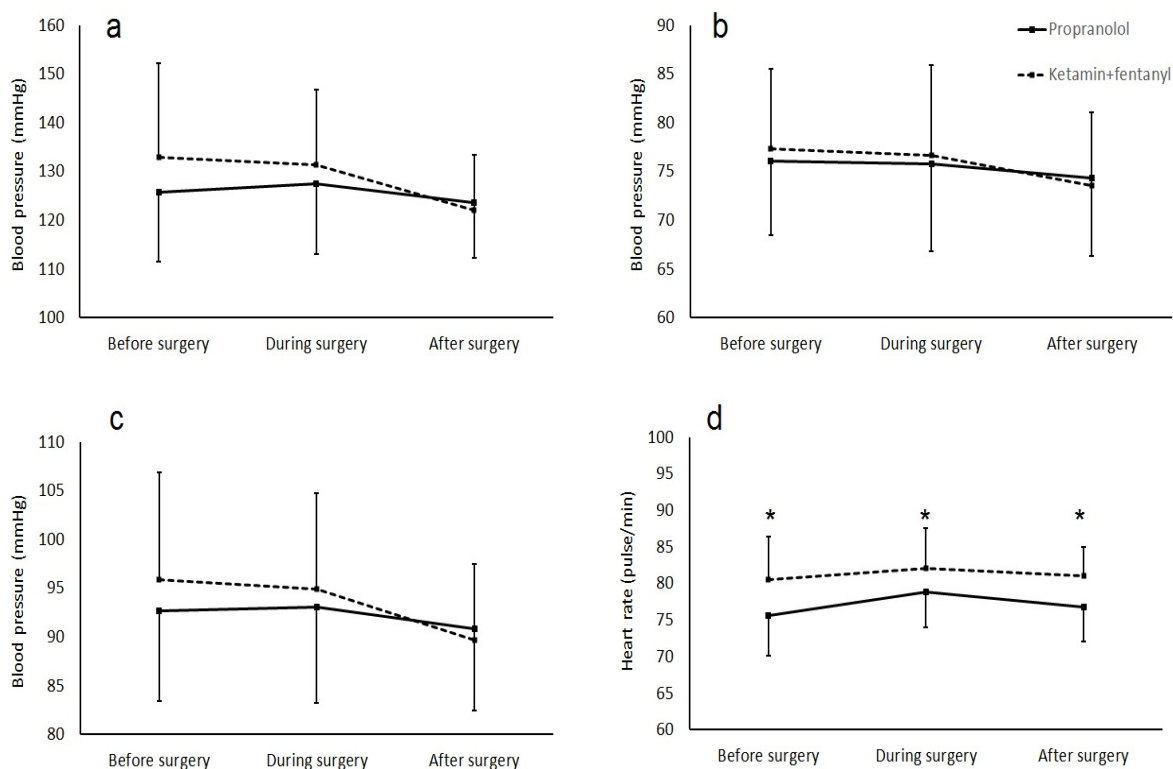 a
160
150
140
130
120
110
100
Blood pressure (mmHg)
Before surgery During surgery After surgery
b
90
85
80
75
70
65
60
Blood pressure (mmHg)
Propranolol
Ketamin+fentanyl
Before surgery During surgery After surgery
c
110
105
100
95
90
85
80
Blood pressure (mmHg)
Before surgery During surgery After surgery
d
100
95
90
85
80
75
70
65
60
Heart rate (pulse/min)
* * *
Before surgery During surgery After surgery